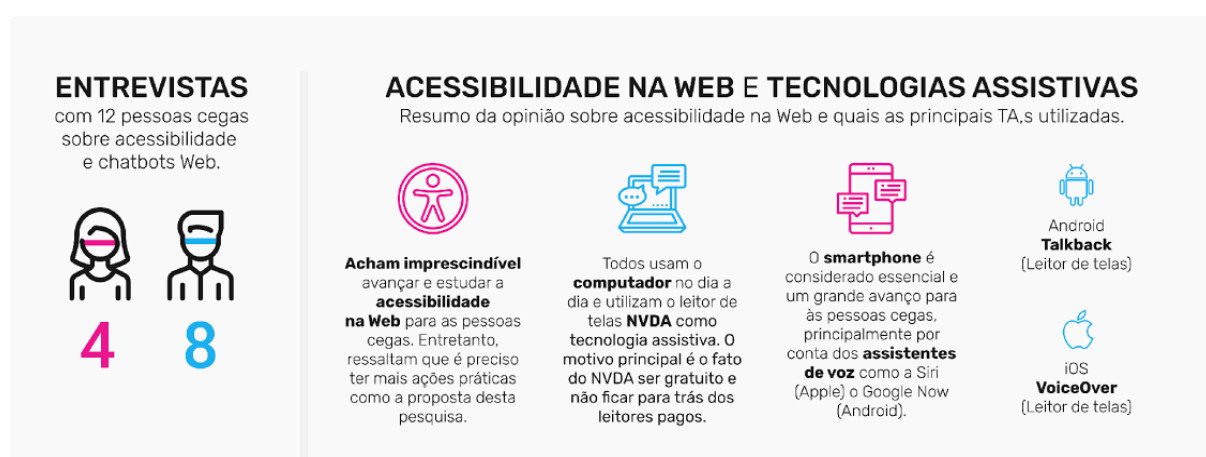 ENTREVISTAS
com 12 pessoas cegas
sobre acessibilidade
e chatbots Web.
4
8
ACESSIBILIDADE NA WEB E TECNOLOGIAS ASSISTIVAS
Resumo da opinião sobre acessibilidade na Web e quais as principais TA,s utilizadas.
Acham imprescindível
avançar e estudar a
acessibilidade
na Web para as pessoas
cegas. Entretanto,
ressaltam que é preciso
ter mais ações práticas
como a proposta desta
pesquisa.
Todos usam o
computador no dia a
dia e utilizam o leitor de
telas NVDA como
tecnologia assistiva. O
motivo principal é o fato
do NVDA ser gratuito e
não ficar para trás dos
leitores pagos.
O smartphone é
considerado essencial e
um grande avanço para
às pessoas cegas,
principalmente por
conta dos assistentes
de voz como a Siri
(Apple) o Google Now
(Android).
Android
Talkback
(Leitor de telas)
iOS
VoiceOver
(Leitor de telas)